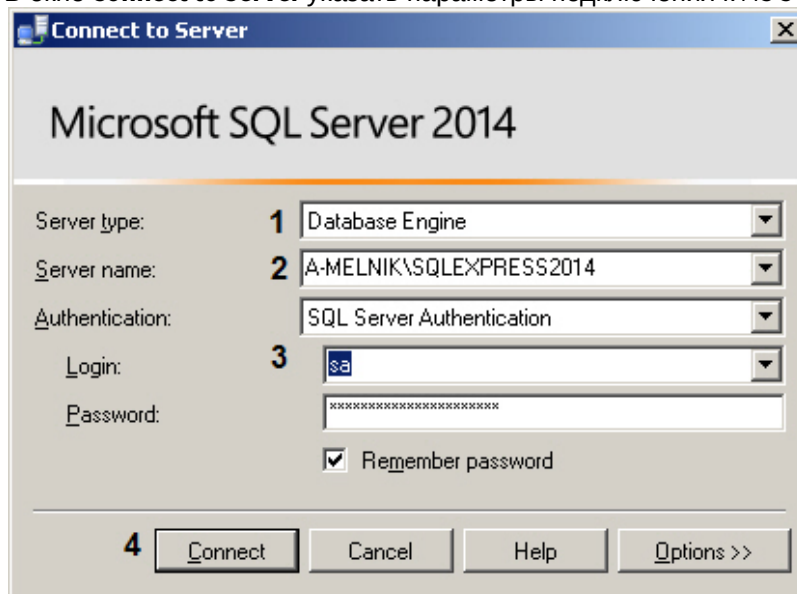 Connect to Server
Microsoft SQL Server 2014
Server type: 1 Database Engine
Server name: 2 A-MELNIK\SQLEXPRESS2014
Authentication: SQL Server Authentication
Login: 3 sa
Password: **********************
Remember password
4 Connect Cancel Help Options >>